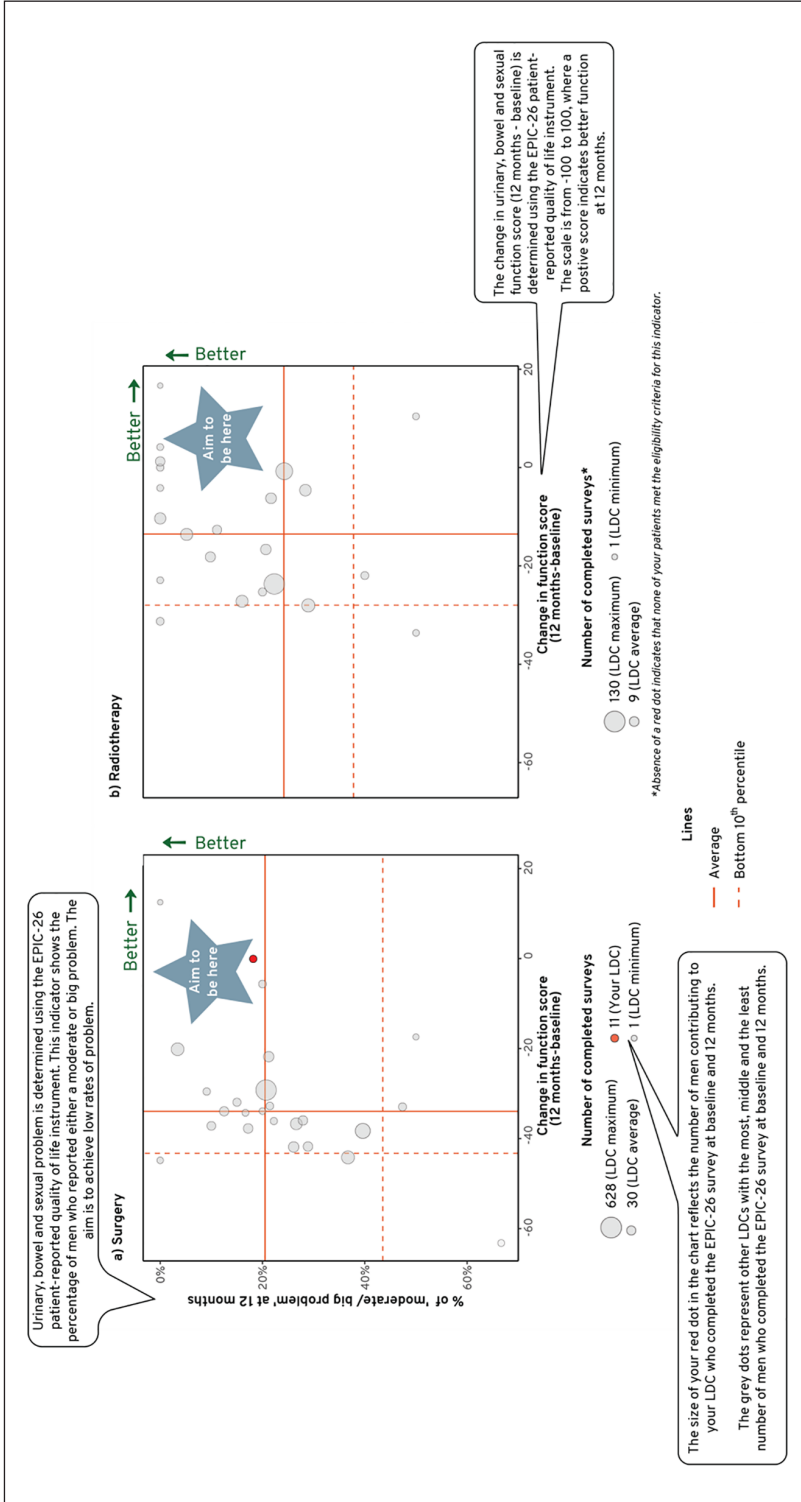 Urinary, bowel and sexual problem is determined using the EPIC-26
patient-reported quality of life instrument. This indicator shows the
percentage of men who reported either a moderate or big problem. The
aim is to achieve low rates of problem.
a) Surgery
Better
Better
% of 'moderate/ big problem' at 12 months
0%
20%
40%
60%
Aim to
be here
-60
-40
-20
0
20
Change in function score
(12 months-baseline)
Number of completed surveys
628 (LDC maximum)
11 (Your LDC)
30 (LDC average)
1 (LDC minimum)
b) Radiotherapy
Better
Better
Aim to
be here
-60
-40
-20
0
20
Change in function score
(12 months-baseline)
Number of completed surveys*
130 (LDC maximum)
1 (LDC minimum)
9 (LDC average)
*Absence of a red dot indicates that none of your patients met the eligibility criteria for this indicator.
The change in urinary, bowel and sexual
function score (12 months - baseline) is
determined using the EPIC-26 patient-
reported quality of life instrument.
The scale is from -100 to 100, where a
postive score indicates better function
at 12 months.
Lines
Average
Bottom 10th percentile
The size of your red dot in the chart reflects the number of men contributing to
your LDC who completed the EPIC-26 survey at baseline and 12 months.
The grey dots represent other LDCs with the most, middle and the least
number of men who completed the EPIC-26 survey at baseline and 12 months.